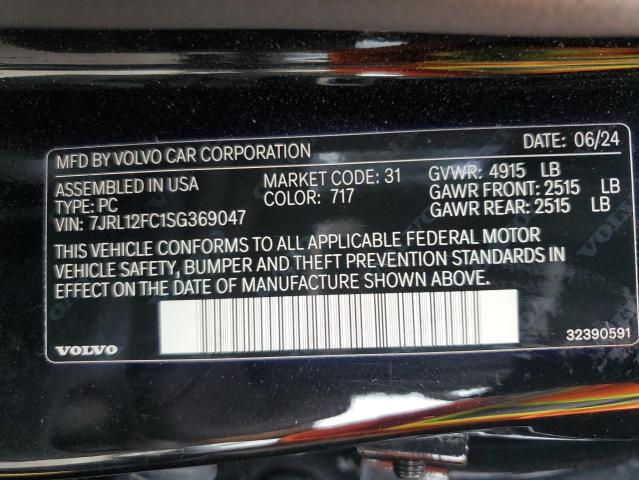 MFD BY VOLVO CAR CORPORATION DATE: 06/24
ASSEMBLED IN USA MARKET CODE: 31 GVWR: 4915 LB
TYPE: PC COLOR: 717 GAWR FRONT: 2515 LB
VIN: 7JRL12FC1SG369047 GAWR REAR: 2515 LB
THIS VEHICLE CONFORMS TO ALL APPLICABLE FEDERAL MOTOR
VEHICLE SAFETY, BUMPER AND THEFT PREVENTION STANDARDS IN
EFFECT ON THE DATE OF MANUFACTURE SHOWN ABOVE.
VOLVO 32390591